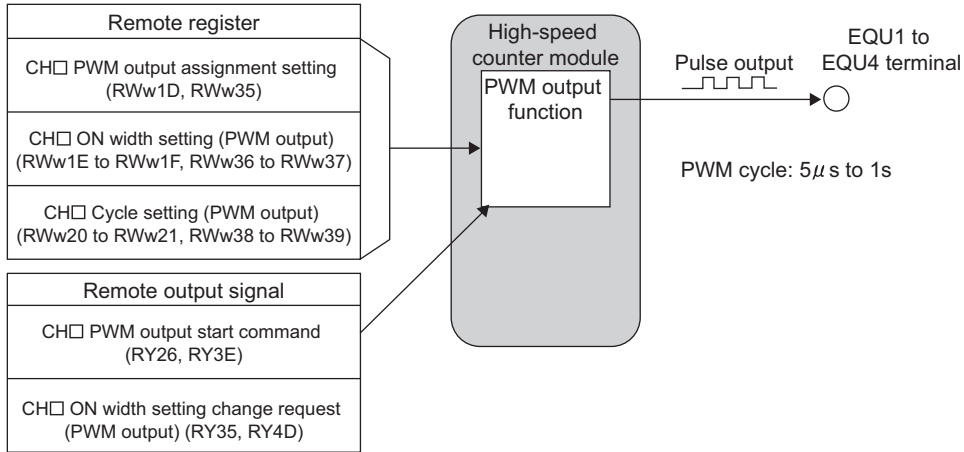 Remote register
CH□ PWM output assignment setting
(RWw1D, RWw35)
CH□ ON width setting (PWM output)
(RWw1E to RWw1F, RWw36 to RWw37)
CH□ Cycle setting (PWM output)
(RWw20 to RWw21, RWw38 to RWw39)
Remote output signal
CH□ PWM output start command
(RY26, RY3E)
CH□ ON width setting change request
(PWM output) (RY35, RY4D)
High-speed
counter module
PWM output
function
Pulse output
EQU1 to
EQU4 terminal
PWM cycle: 5μs to 1s